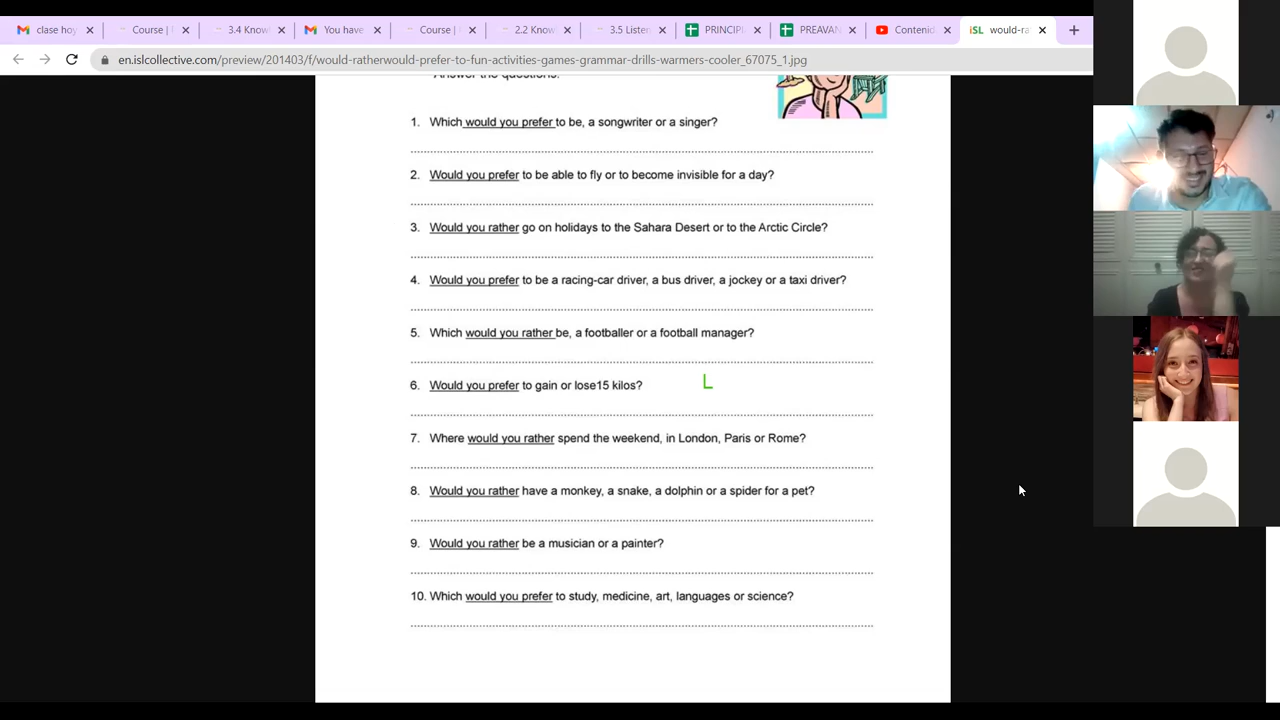 clase hoy
Course |
3.4 Know
You have
Course |
2.2 Know
3.5 Listen
PRINCIPI
PREAVAN
Contenid
iSL would-ra
en.islcollective.com/preview/201403/f/would-ratherwould-prefer-to-fun-activities-games-grammar-drills-warmers-cooler_67075_1.jpg
Answer the questions.
1. Which would you prefer to be, a songwriter or a singer?
2. Would you prefer to be able to fly or to become invisible for a day?
3. Would you rather go on holidays to the Sahara Desert or to the Arctic Circle?
4. Would you prefer to be a racing-car driver, a bus driver, a jockey or a taxi driver?
5. Which would you rather be, a footballer or a football manager?
6. Would you prefer to gain or lose15 kilos? L
7. Where would you rather spend the weekend, in London, Paris or Rome?
8. Would you rather have a monkey, a snake, a dolphin or a spider for a pet?
9. Would you rather be a musician or a painter?
10. Which would you prefer to study, medicine, art, languages or science?